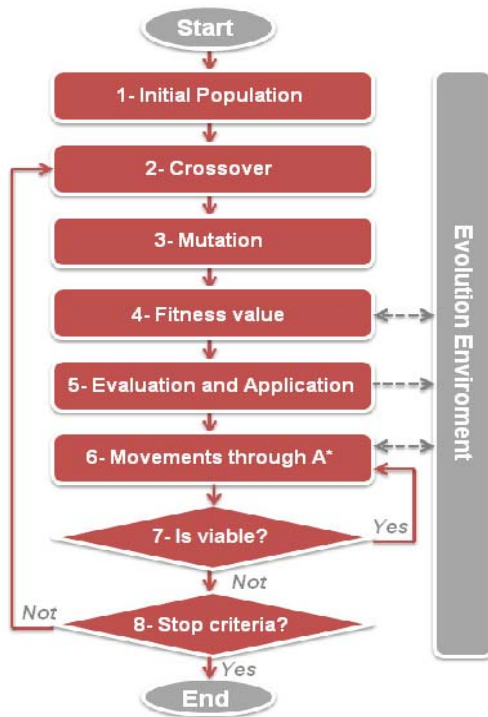 Start
1- Initial Population
2- Crossover
3- Mutation
4- Fitness value
5- Evaluation and Application
6- Movements through A*
7- Is viable?
Yes
Not
8- Stop criteria?
Not
Yes
End
Evolution Enviroment